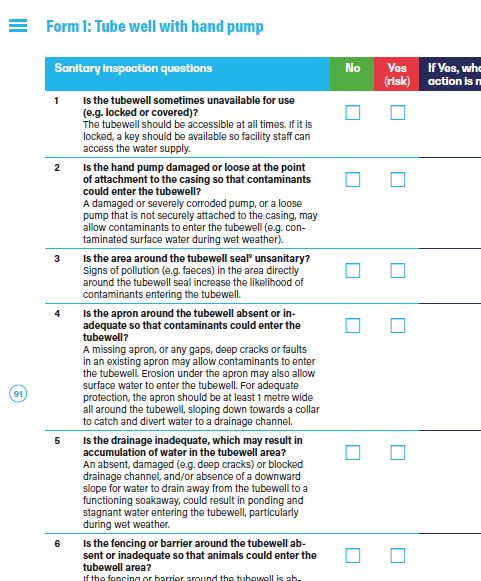 Form 1: Tube well with hand pump
Sanitary inspection questions
No
Yes
(risk)
If Yes, wh
action is n
1 Is the tubewell sometimes unavailable for use
(e.g. locked or covered)?
The tubewell should be accessible at all times. If it is
locked, a key should be available so facility staff can
access the water supply.
2 Is the hand pump damaged or loose at the point
of attachment to the casing so that contaminants
could enter the tubewell?
A damaged or severely corroded pump, or a loose
pump that is not securely attached to the casing, may
allow contaminants to enter the tubewell (e.g. con-
taminated surface water during wet weather).
3 Is the area around the tubewell seal⁹ unsanitary?
Signs of pollution (e.g. faeces) in the area directly
around the tubewell seal increase the likelihood of
contaminants entering the tubewell.
4 Is the apron around the tubewell absent or in-
adequate so that contaminants could enter the
tubewell?
A missing apron, or any gaps, deep cracks or faults
in an existing apron may allow contaminants to enter
the tubewell. Erosion under the apron may also allow
surface water to enter the tubewell. For adequate
protection, the apron should be at least 1 metre wide
all around the tubewell, sloping down towards a collar
to catch and divert water to a drainage channel.
91
5 Is the drainage inadequate, which may result in
accumulation of water in the tubewell area?
An absent, damaged (e.g. deep cracks) or blocked
drainage channel, and/or absence of a downward
slope for water to drain away from the tubewell to a
functioning soakaway, could result in ponding and
stagnant water entering the tubewell, particularly
during wet weather.
6 Is the fencing or barrier around the tubewell ab-
sent or inadequate so that animals could enter the
tubewell area?
If the fencing or barrier around the tubewell is ab-